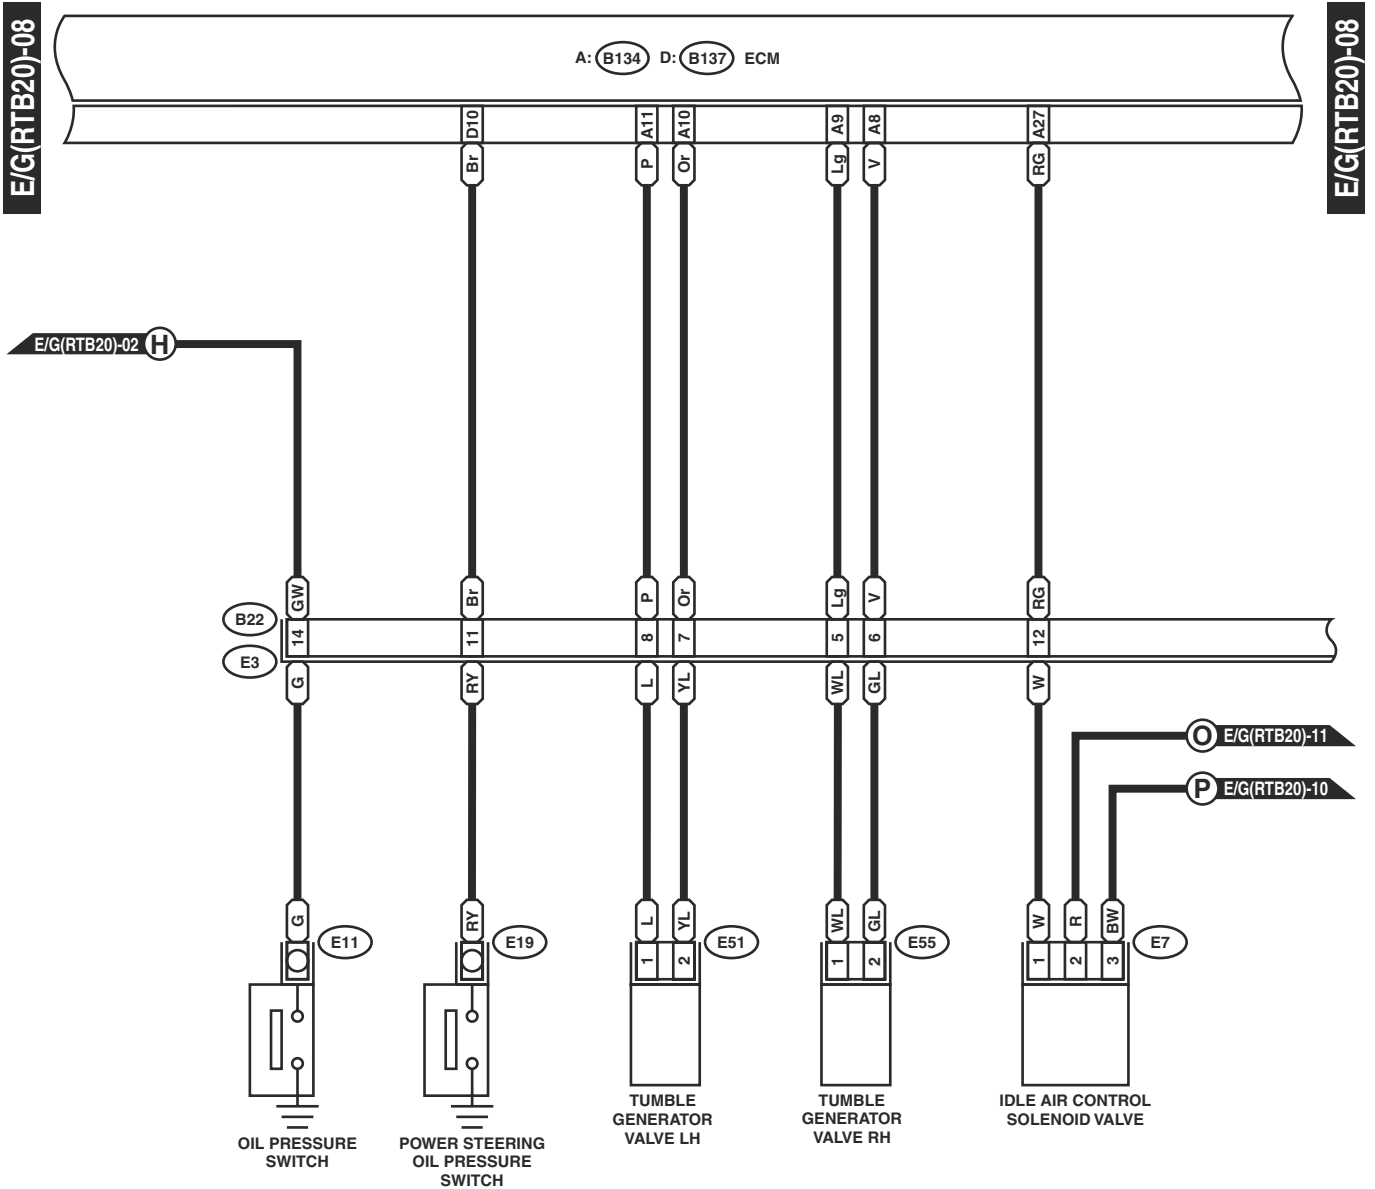 E/G(RTB20)-08
E/G(RTB20)-08
A: B134 D: B137 ECM
D10 A11 A10 A9 A8 A27
Br P Or Lg V RG
E/G(RTB20)-02 H
GW Br P Or Lg V RG
B22
14 11 8 7 5 6 12
E3
G RY L YL WL GL W
O E/G(RTB20)-11
P E/G(RTB20)-10
G RY L YL WL GL W R BW
E11 E19 E51 E55 E7
1 2 1 2 1 2 3
OIL PRESSURE
SWITCH
POWER STEERING
OIL PRESSURE
SWITCH
TUMBLE
GENERATOR
VALVE LH
TUMBLE
GENERATOR
VALVE RH
IDLE AIR CONTROL
SOLENOID VALVE